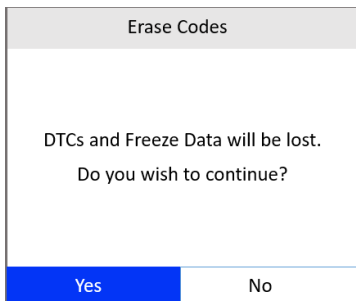 Erase Codes
DTCs and Freeze Data will be lost.
Do you wish to continue?
Yes
No